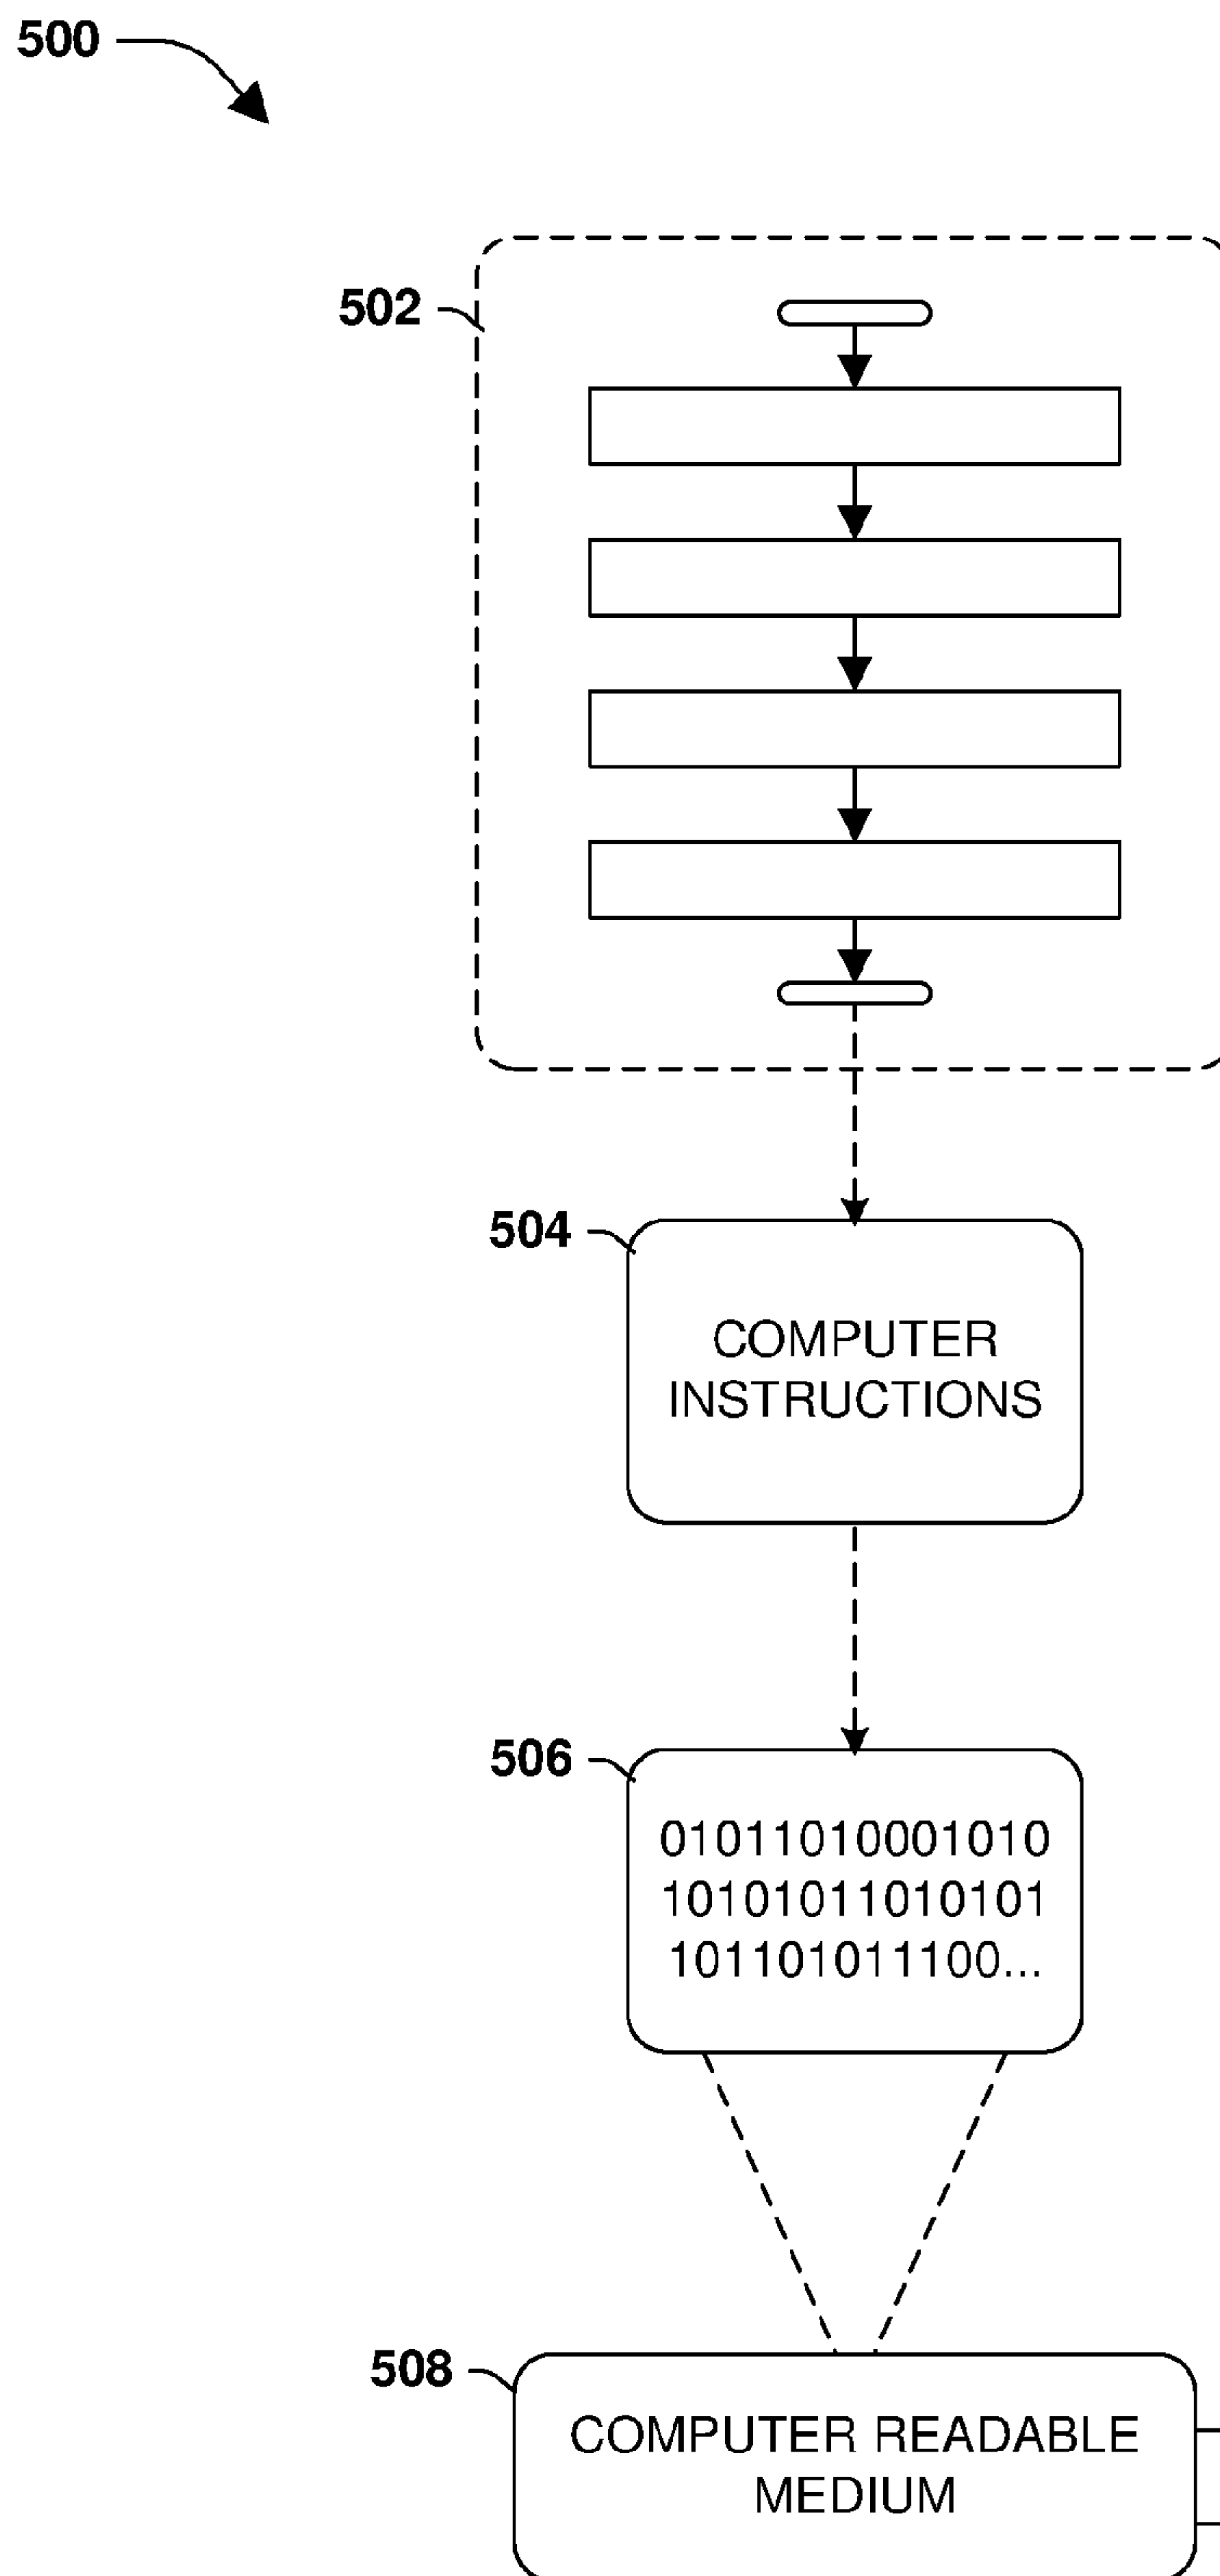 500
502
504
COMPUTER
INSTRUCTIONS
506
01011010001010
10101011010101
101101011100...
508
COMPUTER READABLE
MEDIUM